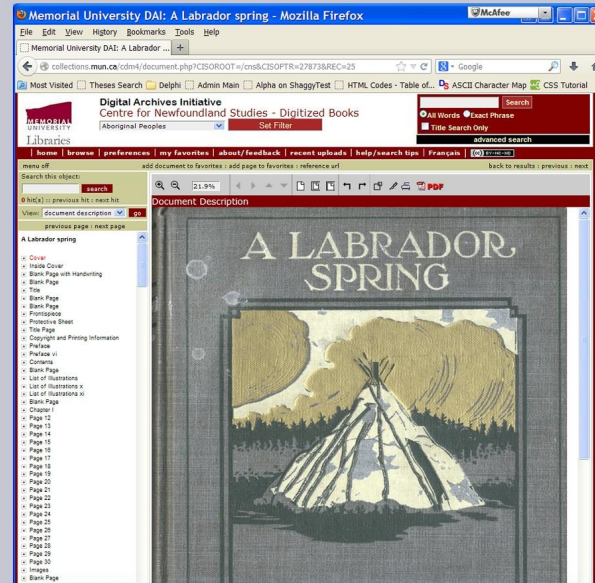 Memorial University DAI: A Labrador spring - Mozilla Firefox
McAfee
File Edit View History Bookmarks Tools Help
Memorial University DAI: A Labrador ... +
collections.mun.ca/cdm4/document.php?CISOROOT=/cns&CISOPTR=27873&REC=25
Google
Most Visited Theses Search Delphi Admin Main Alpha on ShaggyTest HTML Codes - Table of... ASCII Character Map CSS Tutorial
MEMORIAL
UNIVERSITY
Libraries
Digital Archives Initiative
Centre for Newfoundland Studies - Digitized Books
Aboriginal Peoples
Set Filter
Search
All Words Exact Phrase
Title Search Only
advanced search
| home | browse | preferences | my favorites | about/feedback | recent uploads | help/search tips | Français |
menu off
add document to favorites : add page to favorites : reference url
back to results : previous : next
Search this object:
search
0 hit(s) :: previous hit : next hit
View: document description go
previous page : next page
21.9%
PDF
Document Description
A Labrador spring
Cover
Inside Cover
Blank Page with Handwriting
Blank Page
Title
Blank Page
Blank Page
Frontispiece
Protective Sheet
Title Page
Copyright and Printing Information
Preface
Preface vi
Contents
Blank Page
List of Illustrations
List of Illustrations x
List of Illustrations xi
Blank Page
Chapter I
Page 12
Page 13
Page 14
Page 15
Page 16
Page 17
Page 18
Page 19
Page 20
Page 21
Page 22
Page 23
Page 24
Page 25
Page 26
Page 27
Page 28
Page 29
Page 30
Images
Blank Page
A LABRADOR
SPRING